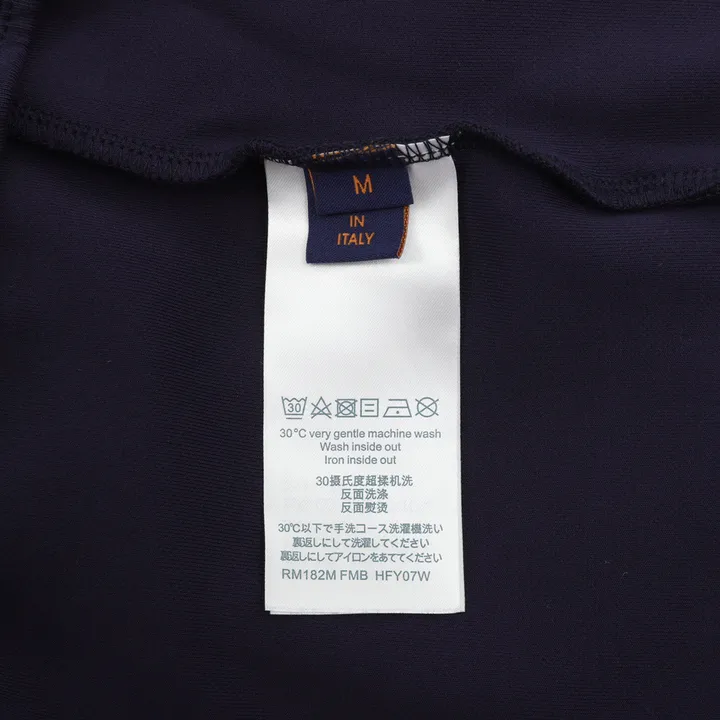 M
IN
ITALY
30
30℃ very gentle machine wash
Wash inside out
Iron inside out
30摄氏度超揉机洗
反面洗涤
反面熨烫
30℃以下で手洗コース洗濯機洗い
裏返しにして洗濯してください
裏返しにしてアイロンをあててください
RM182M FMB HFY07W